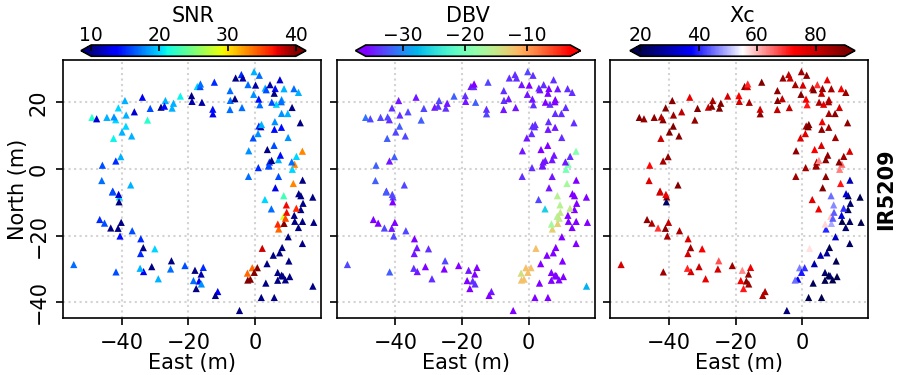 SNR DBV Xc
10 20 30 40 −30 −20 −10 20 40 60 80
20
0
−20
−40
North (m)
IR5209
−40 −20 0 −40 −20 0 −40 −20 0
East (m) East (m) East (m)